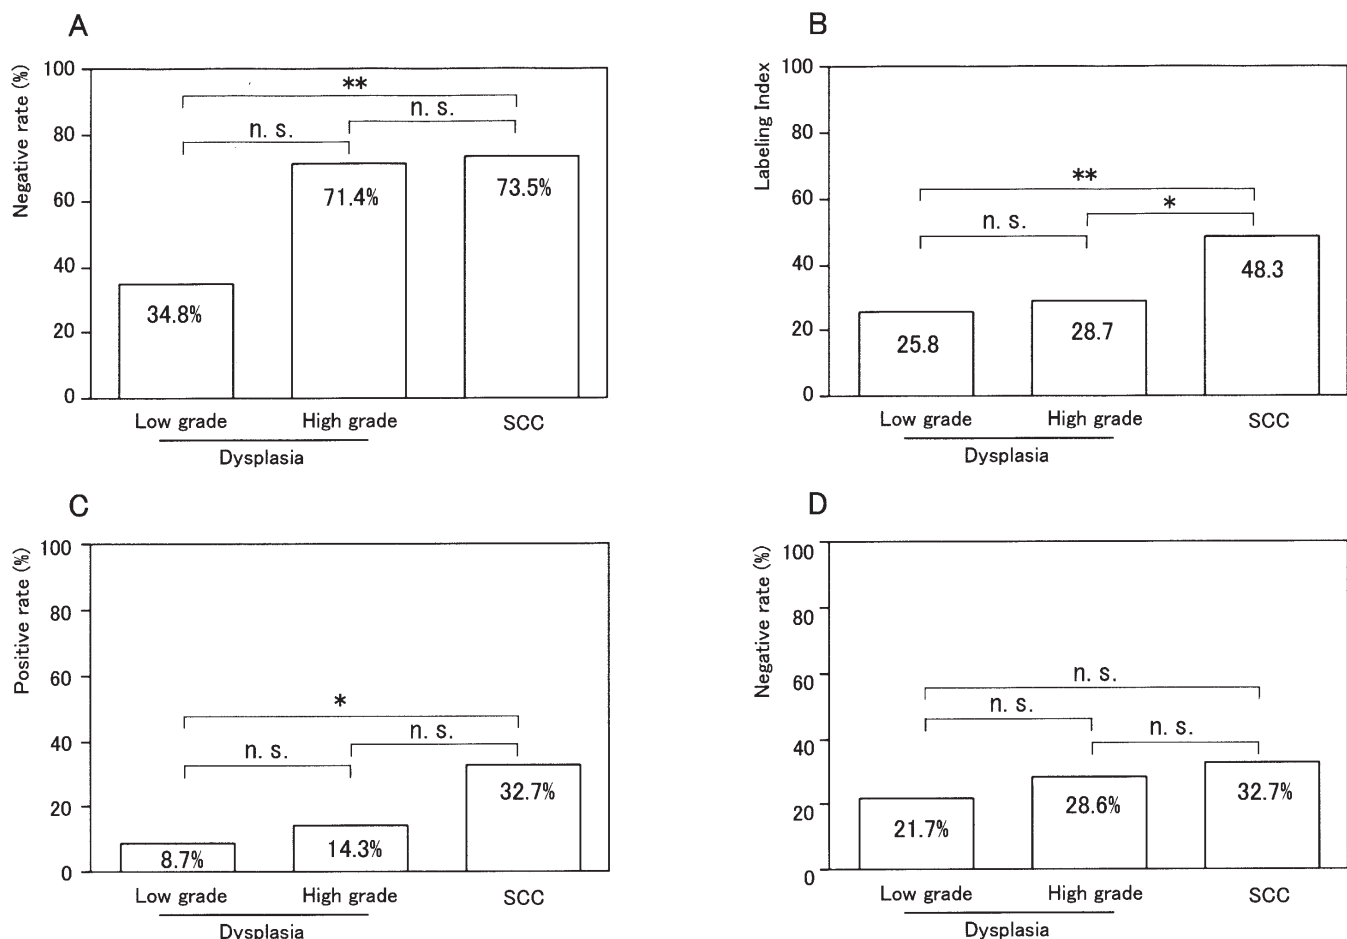 A
Negative rate (%)
100
80
60
40
20
0
**
n. s.
n. s.
34.8%
71.4%
73.5%
Low grade
High grade
SCC
Dysplasia
B
Labeling Index
100
80
60
40
20
0
**
*
n. s.
25.8
28.7
48.3
Low grade
High grade
SCC
Dysplasia
C
Positive rate (%)
100
80
60
40
20
0
*
n. s.
n. s.
8.7%
14.3%
32.7%
Low grade
High grade
SCC
Dysplasia
D
Negative rate (%)
100
80
60
40
20
0
n. s.
n. s.
n. s.
21.7%
28.6%
32.7%
Low grade
High grade
SCC
Dysplasia